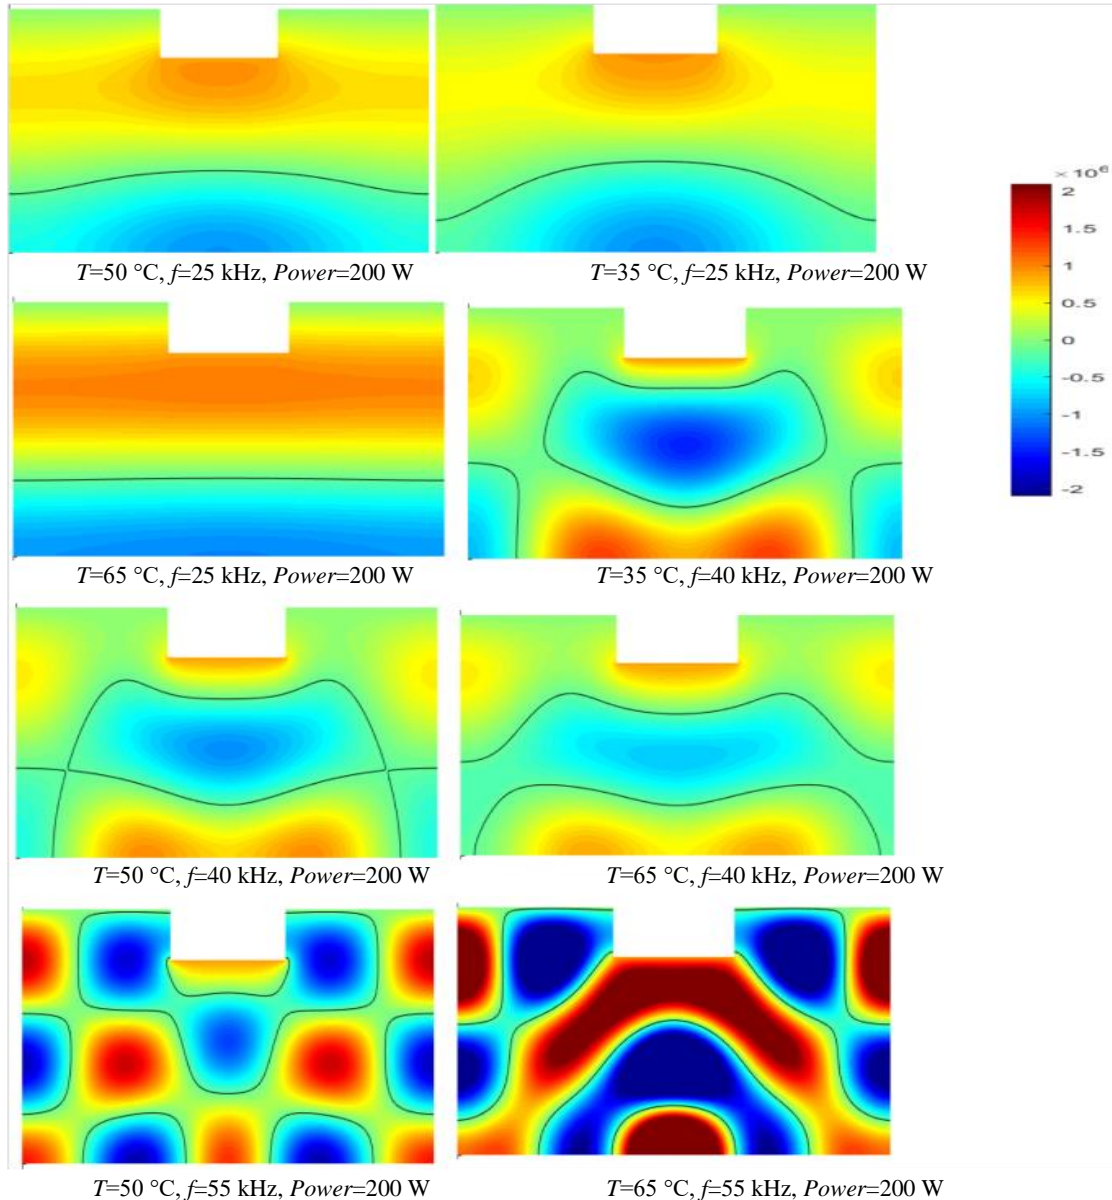 × 10⁶
2
1.5
1
0.5
0
-0.5
-1
-1.5
-2
T=50 °C, f=25 kHz, Power=200 W
T=35 °C, f=25 kHz, Power=200 W
T=65 °C, f=25 kHz, Power=200 W
T=35 °C, f=40 kHz, Power=200 W
T=50 °C, f=40 kHz, Power=200 W
T=65 °C, f=40 kHz, Power=200 W
T=50 °C, f=55 kHz, Power=200 W
T=65 °C, f=55 kHz, Power=200 W